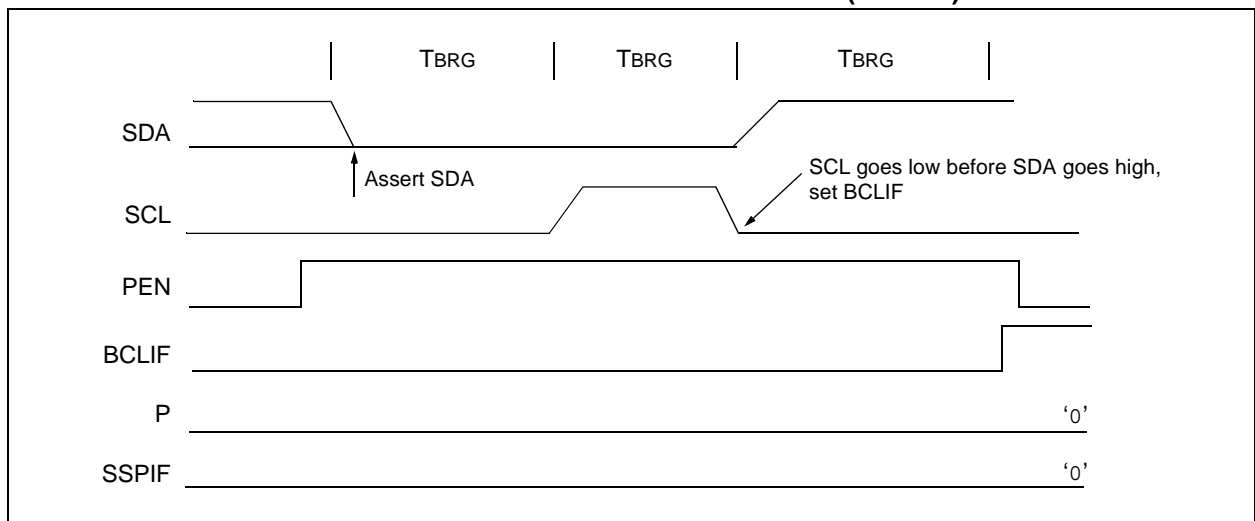 TBRG TBRG TBRG
SDA
Assert SDA
SCL goes low before SDA goes high,
set BCLIF
SCL
PEN
BCLIF
P
‘0’
SSPIF
‘0’